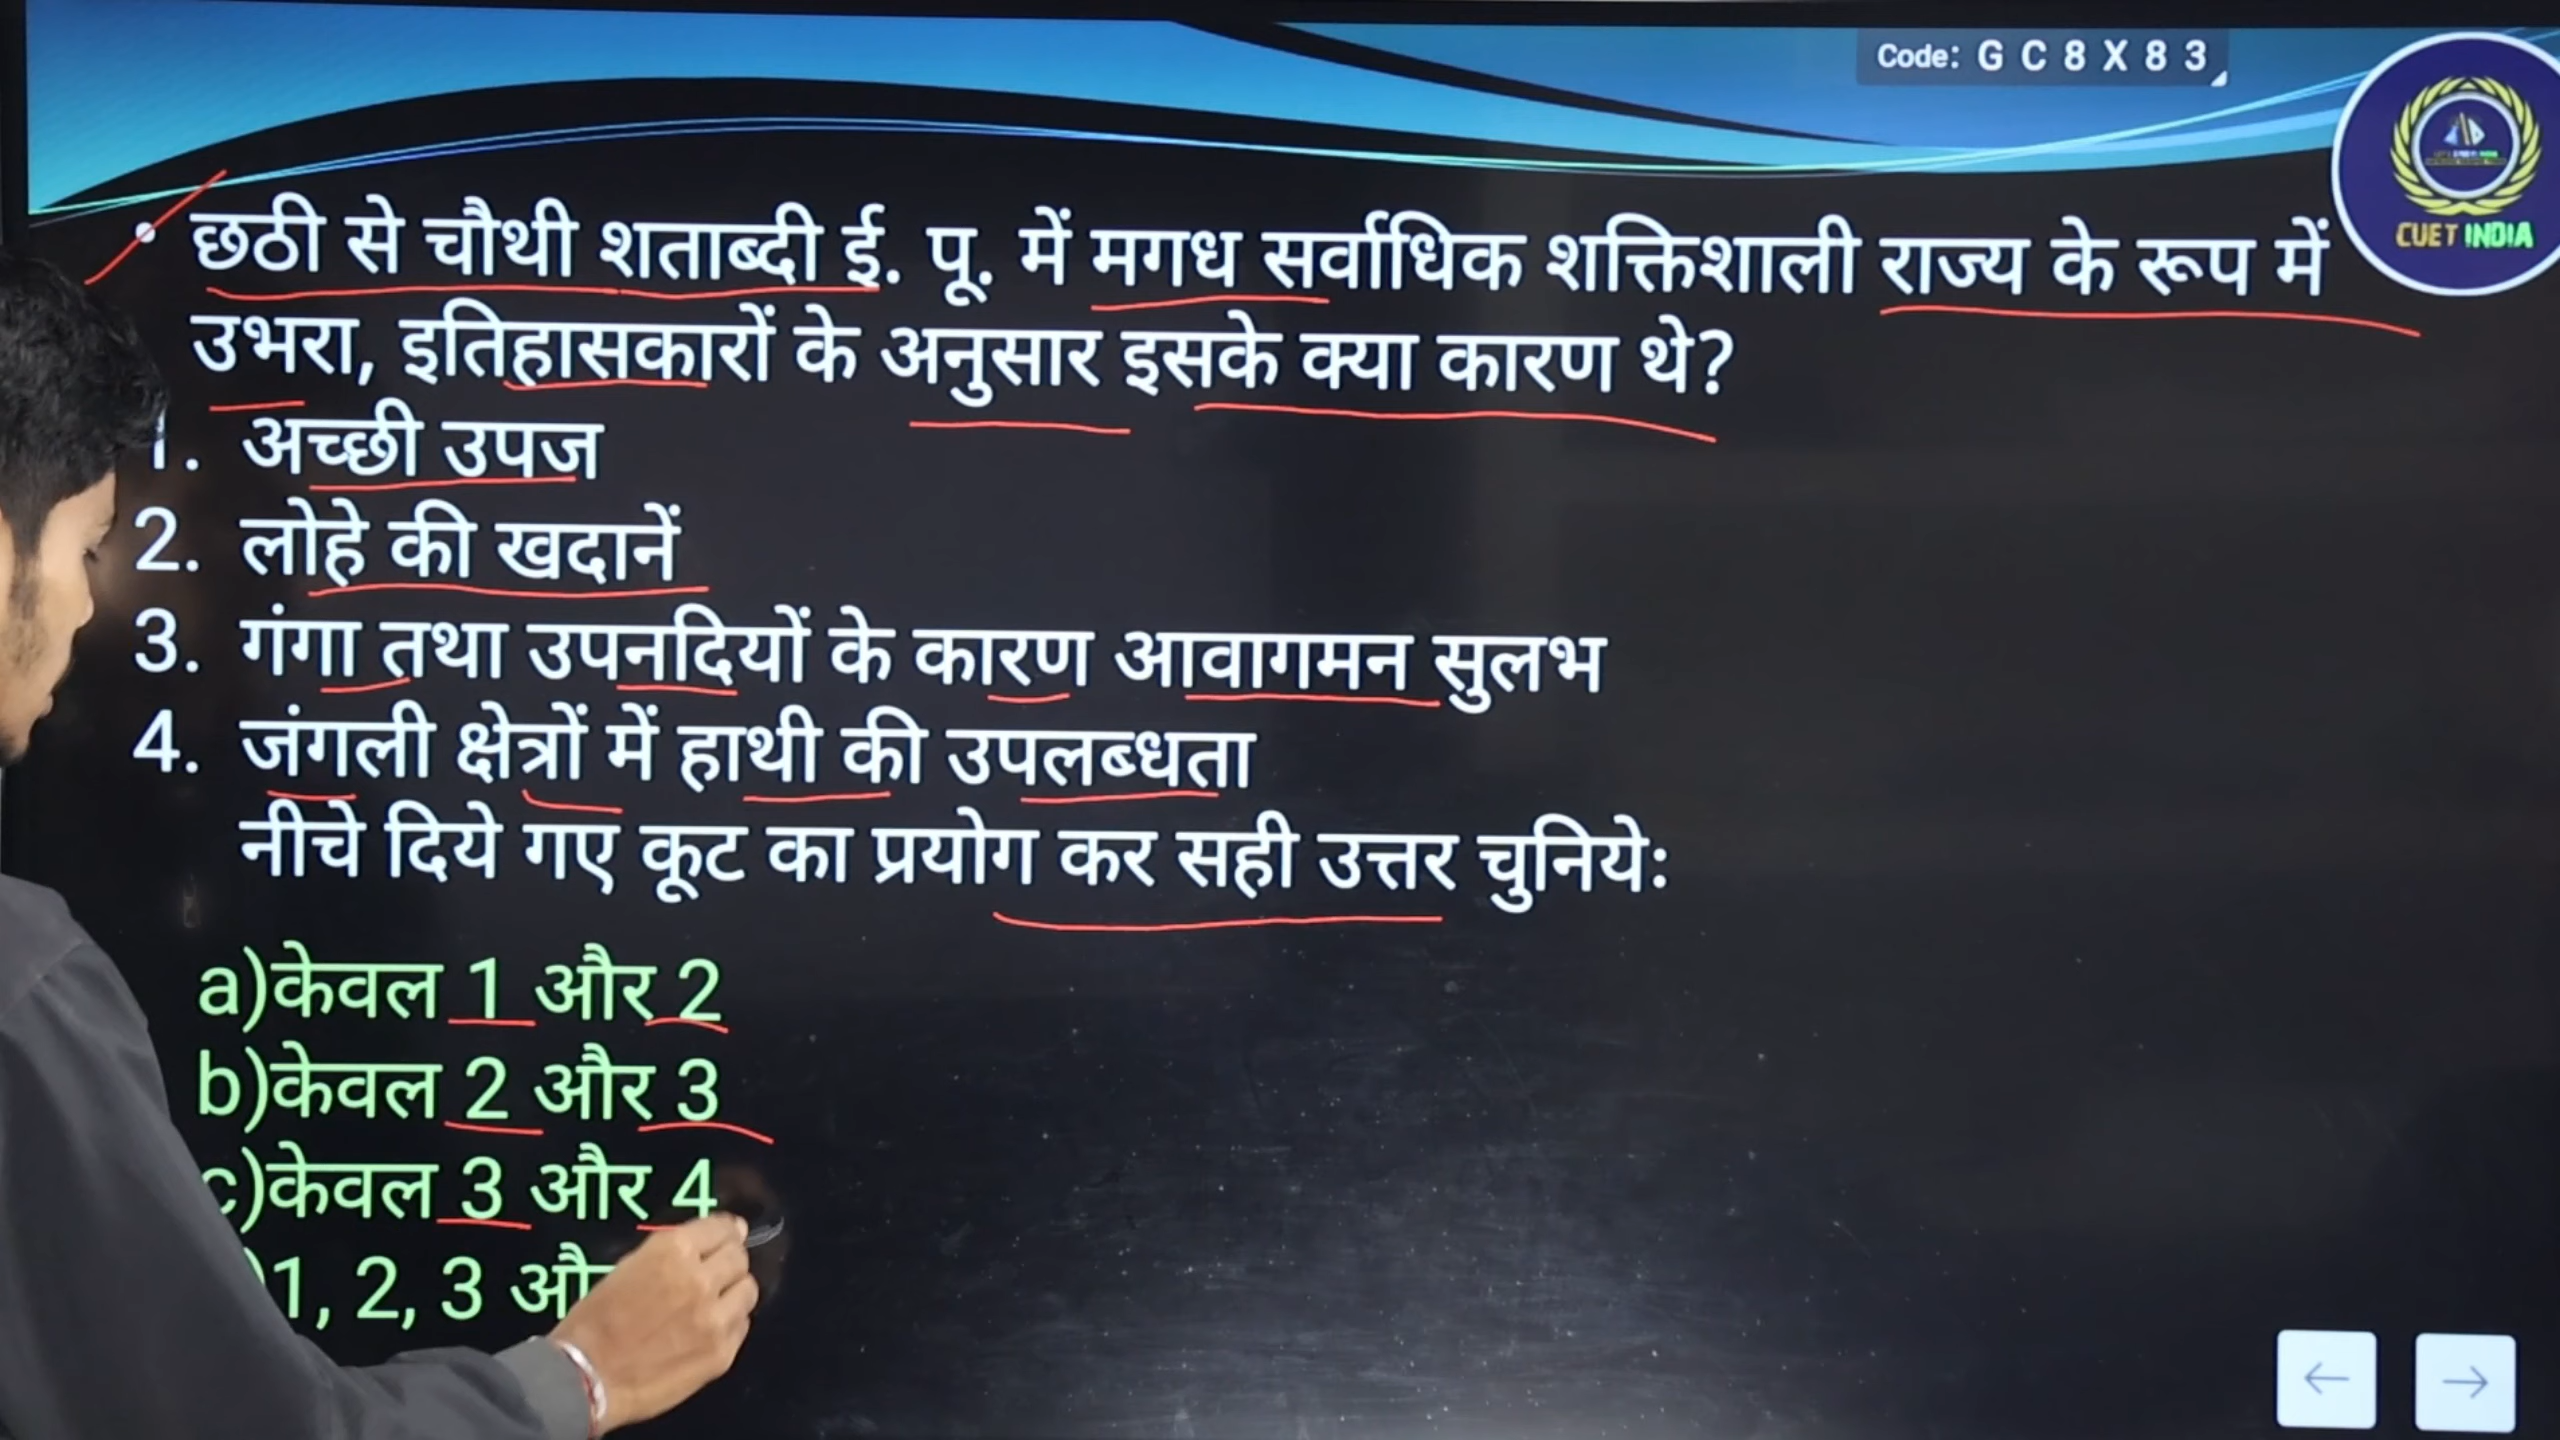 Code: G C 8 X 8 3
CUET INDIA
• छठी से चौथी शताब्दी ई. पू. में मगध सर्वाधिक शक्तिशाली राज्य के रूप में
उभरा, इतिहासकारों के अनुसार इसके क्या कारण थे?
1. अच्छी उपज
2. लोहे की खदानें
3. गंगा तथा उपनदियों के कारण आवागमन सुलभ
4. जंगली क्षेत्रों में हाथी की उपलब्धता
नीचे दिये गए कूट का प्रयोग कर सही उत्तर चुनियेः
a)केवल 1 और 2
b)केवल 2 और 3
c)केवल 3 और 4
)1, 2, 3